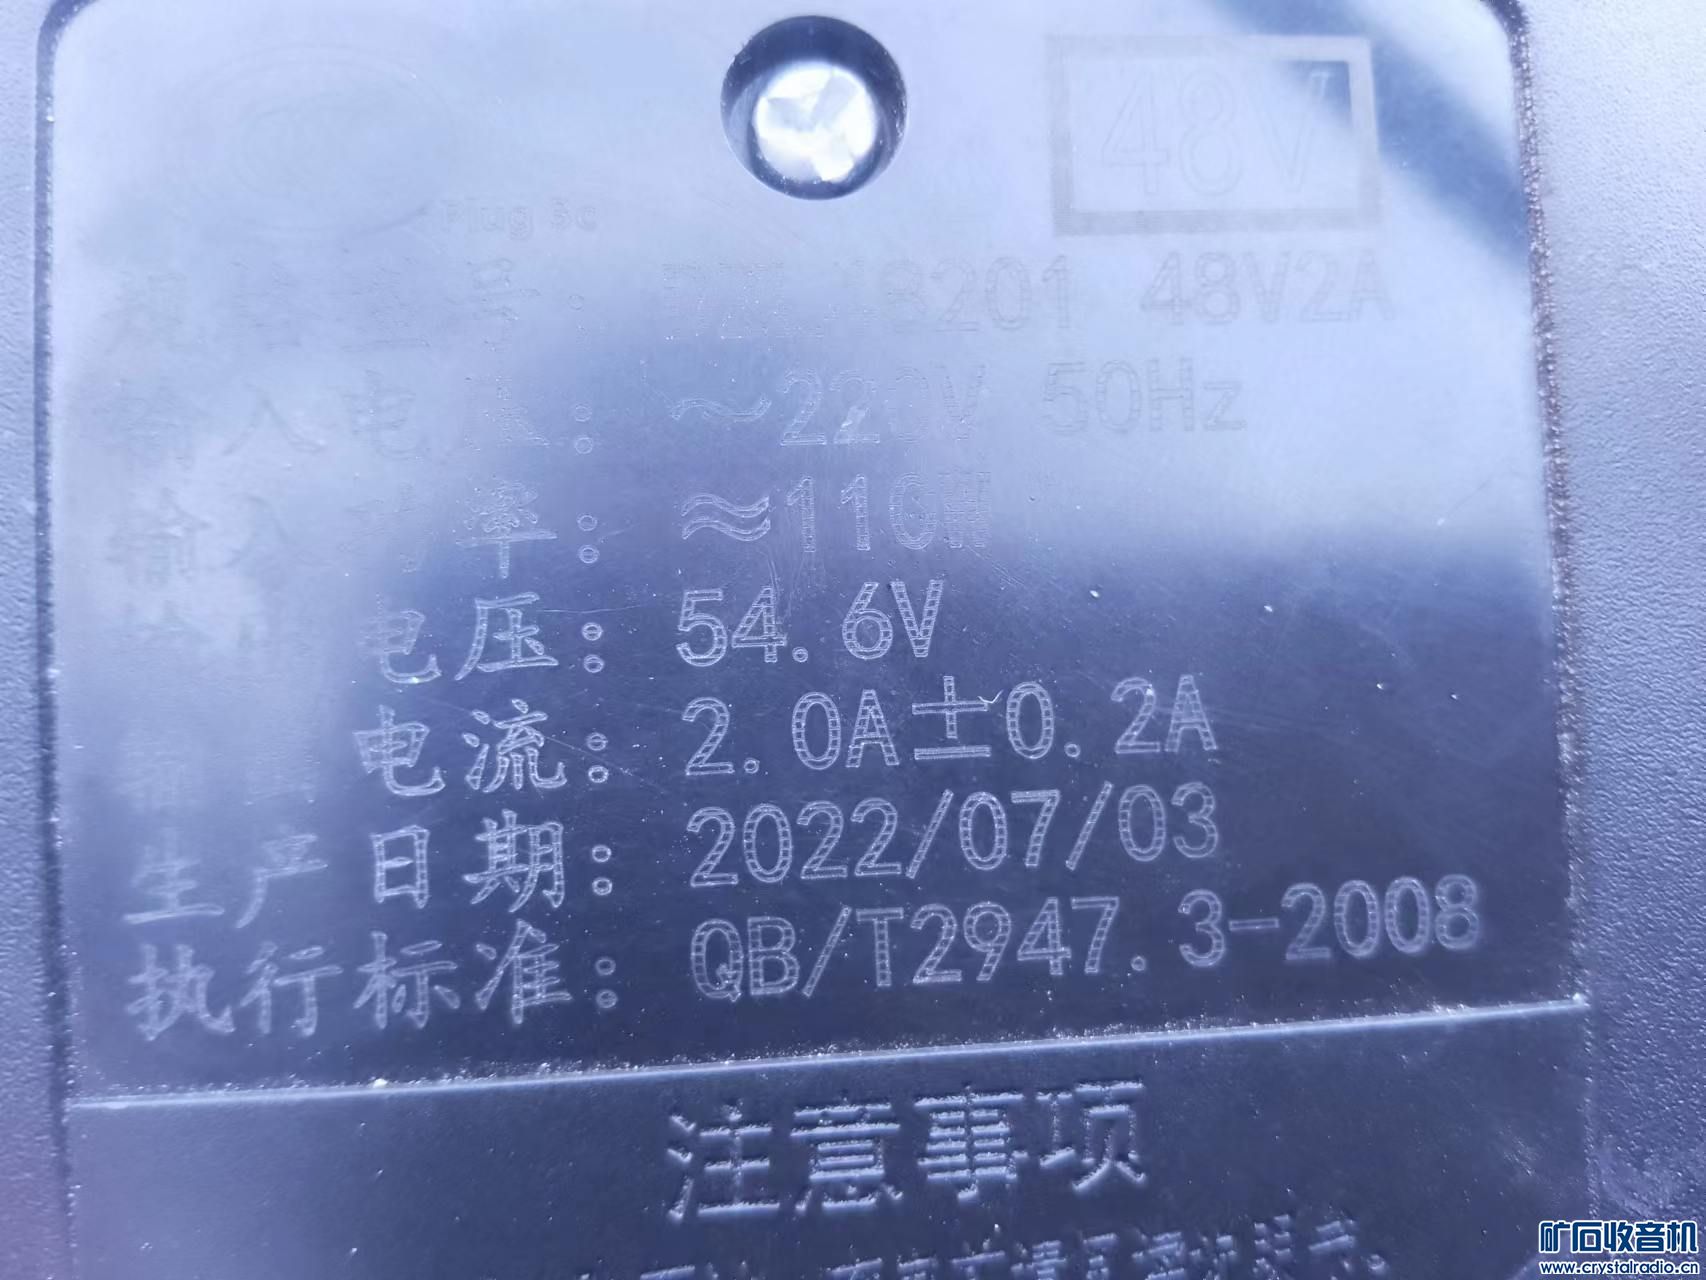 Plug 3c
48V
规格型号: 18201 48V2A
输入电压: ~220V 50Hz
输入功率: ≈110W
电压: 54.6V
电流: 2.0A±0.2A
生产日期: 2022/07/03
执行标准: QB/T2947.3-2008
注意事项
矿石收音机
www.crystalradio.cn